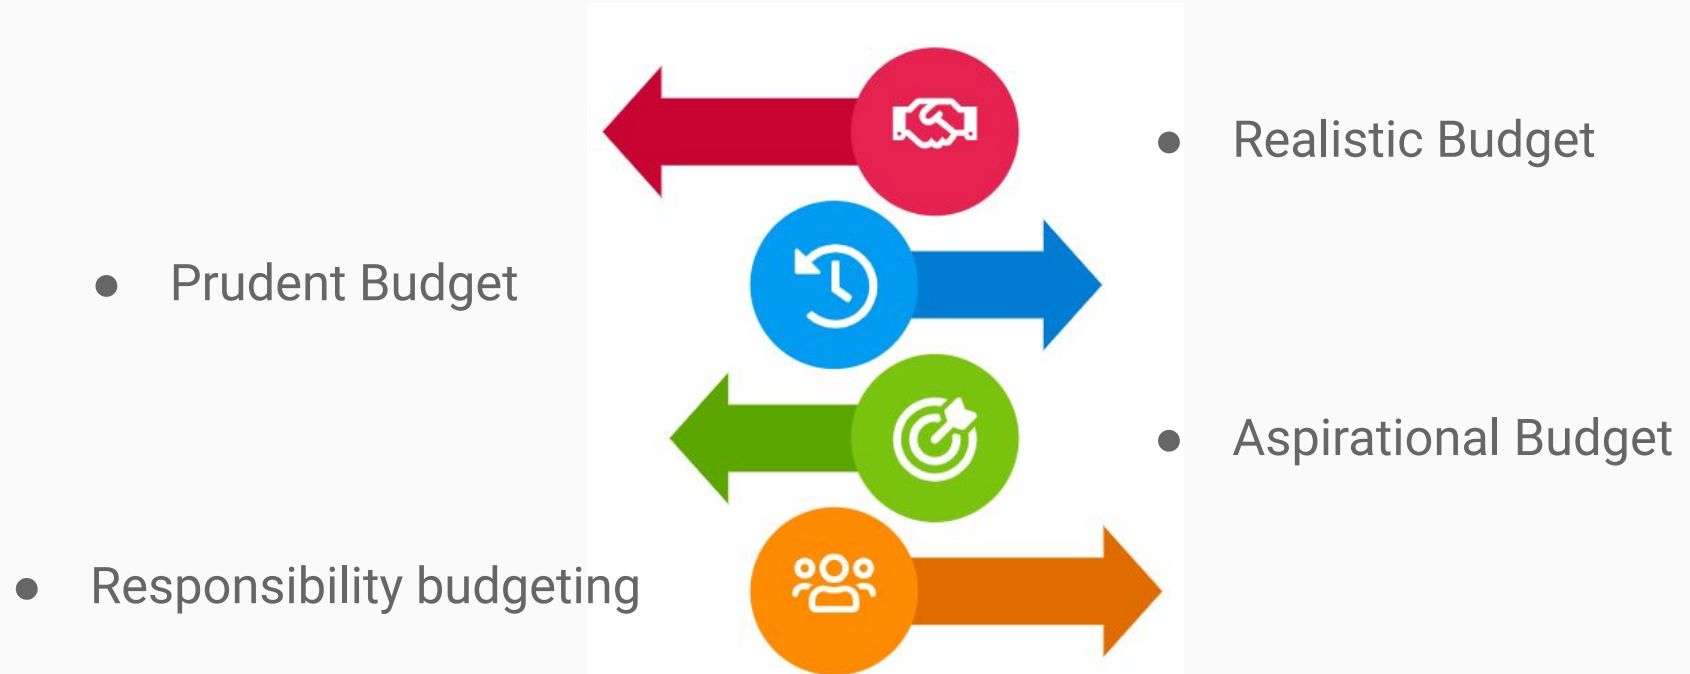 ● Realistic Budget
● Prudent Budget
● Aspirational Budget
● Responsibility budgeting